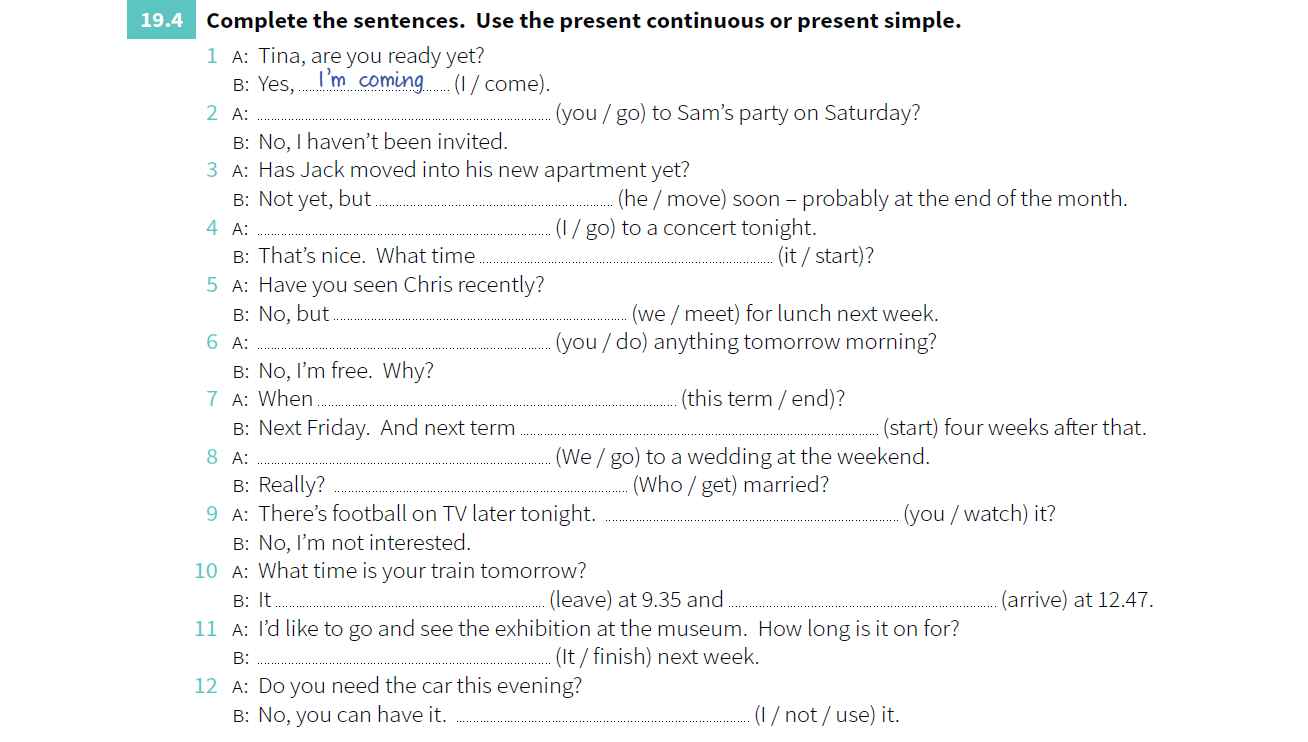 19.4 Complete the sentences. Use the present continuous or present simple.
1 A: Tina, are you ready yet?
B: Yes, I'm coming (I / come).
2 A: (you / go) to Sam’s party on Saturday?
B: No, I haven’t been invited.
3 A: Has Jack moved into his new apartment yet?
B: Not yet, but (he / move) soon – probably at the end of the month.
4 A: (I / go) to a concert tonight.
B: That’s nice. What time (it / start)?
5 A: Have you seen Chris recently?
B: No, but (we / meet) for lunch next week.
6 A: (you / do) anything tomorrow morning?
B: No, I’m free. Why?
7 A: When (this term / end)?
B: Next Friday. And next term (start) four weeks after that.
8 A: (We / go) to a wedding at the weekend.
B: Really? (Who / get) married?
9 A: There’s football on TV later tonight. (you / watch) it?
B: No, I’m not interested.
10 A: What time is your train tomorrow?
B: It (leave) at 9.35 and (arrive) at 12.47.
11 A: I’d like to go and see the exhibition at the museum. How long is it on for?
B: (It / finish) next week.
12 A: Do you need the car this evening?
B: No, you can have it. (I / not / use) it.